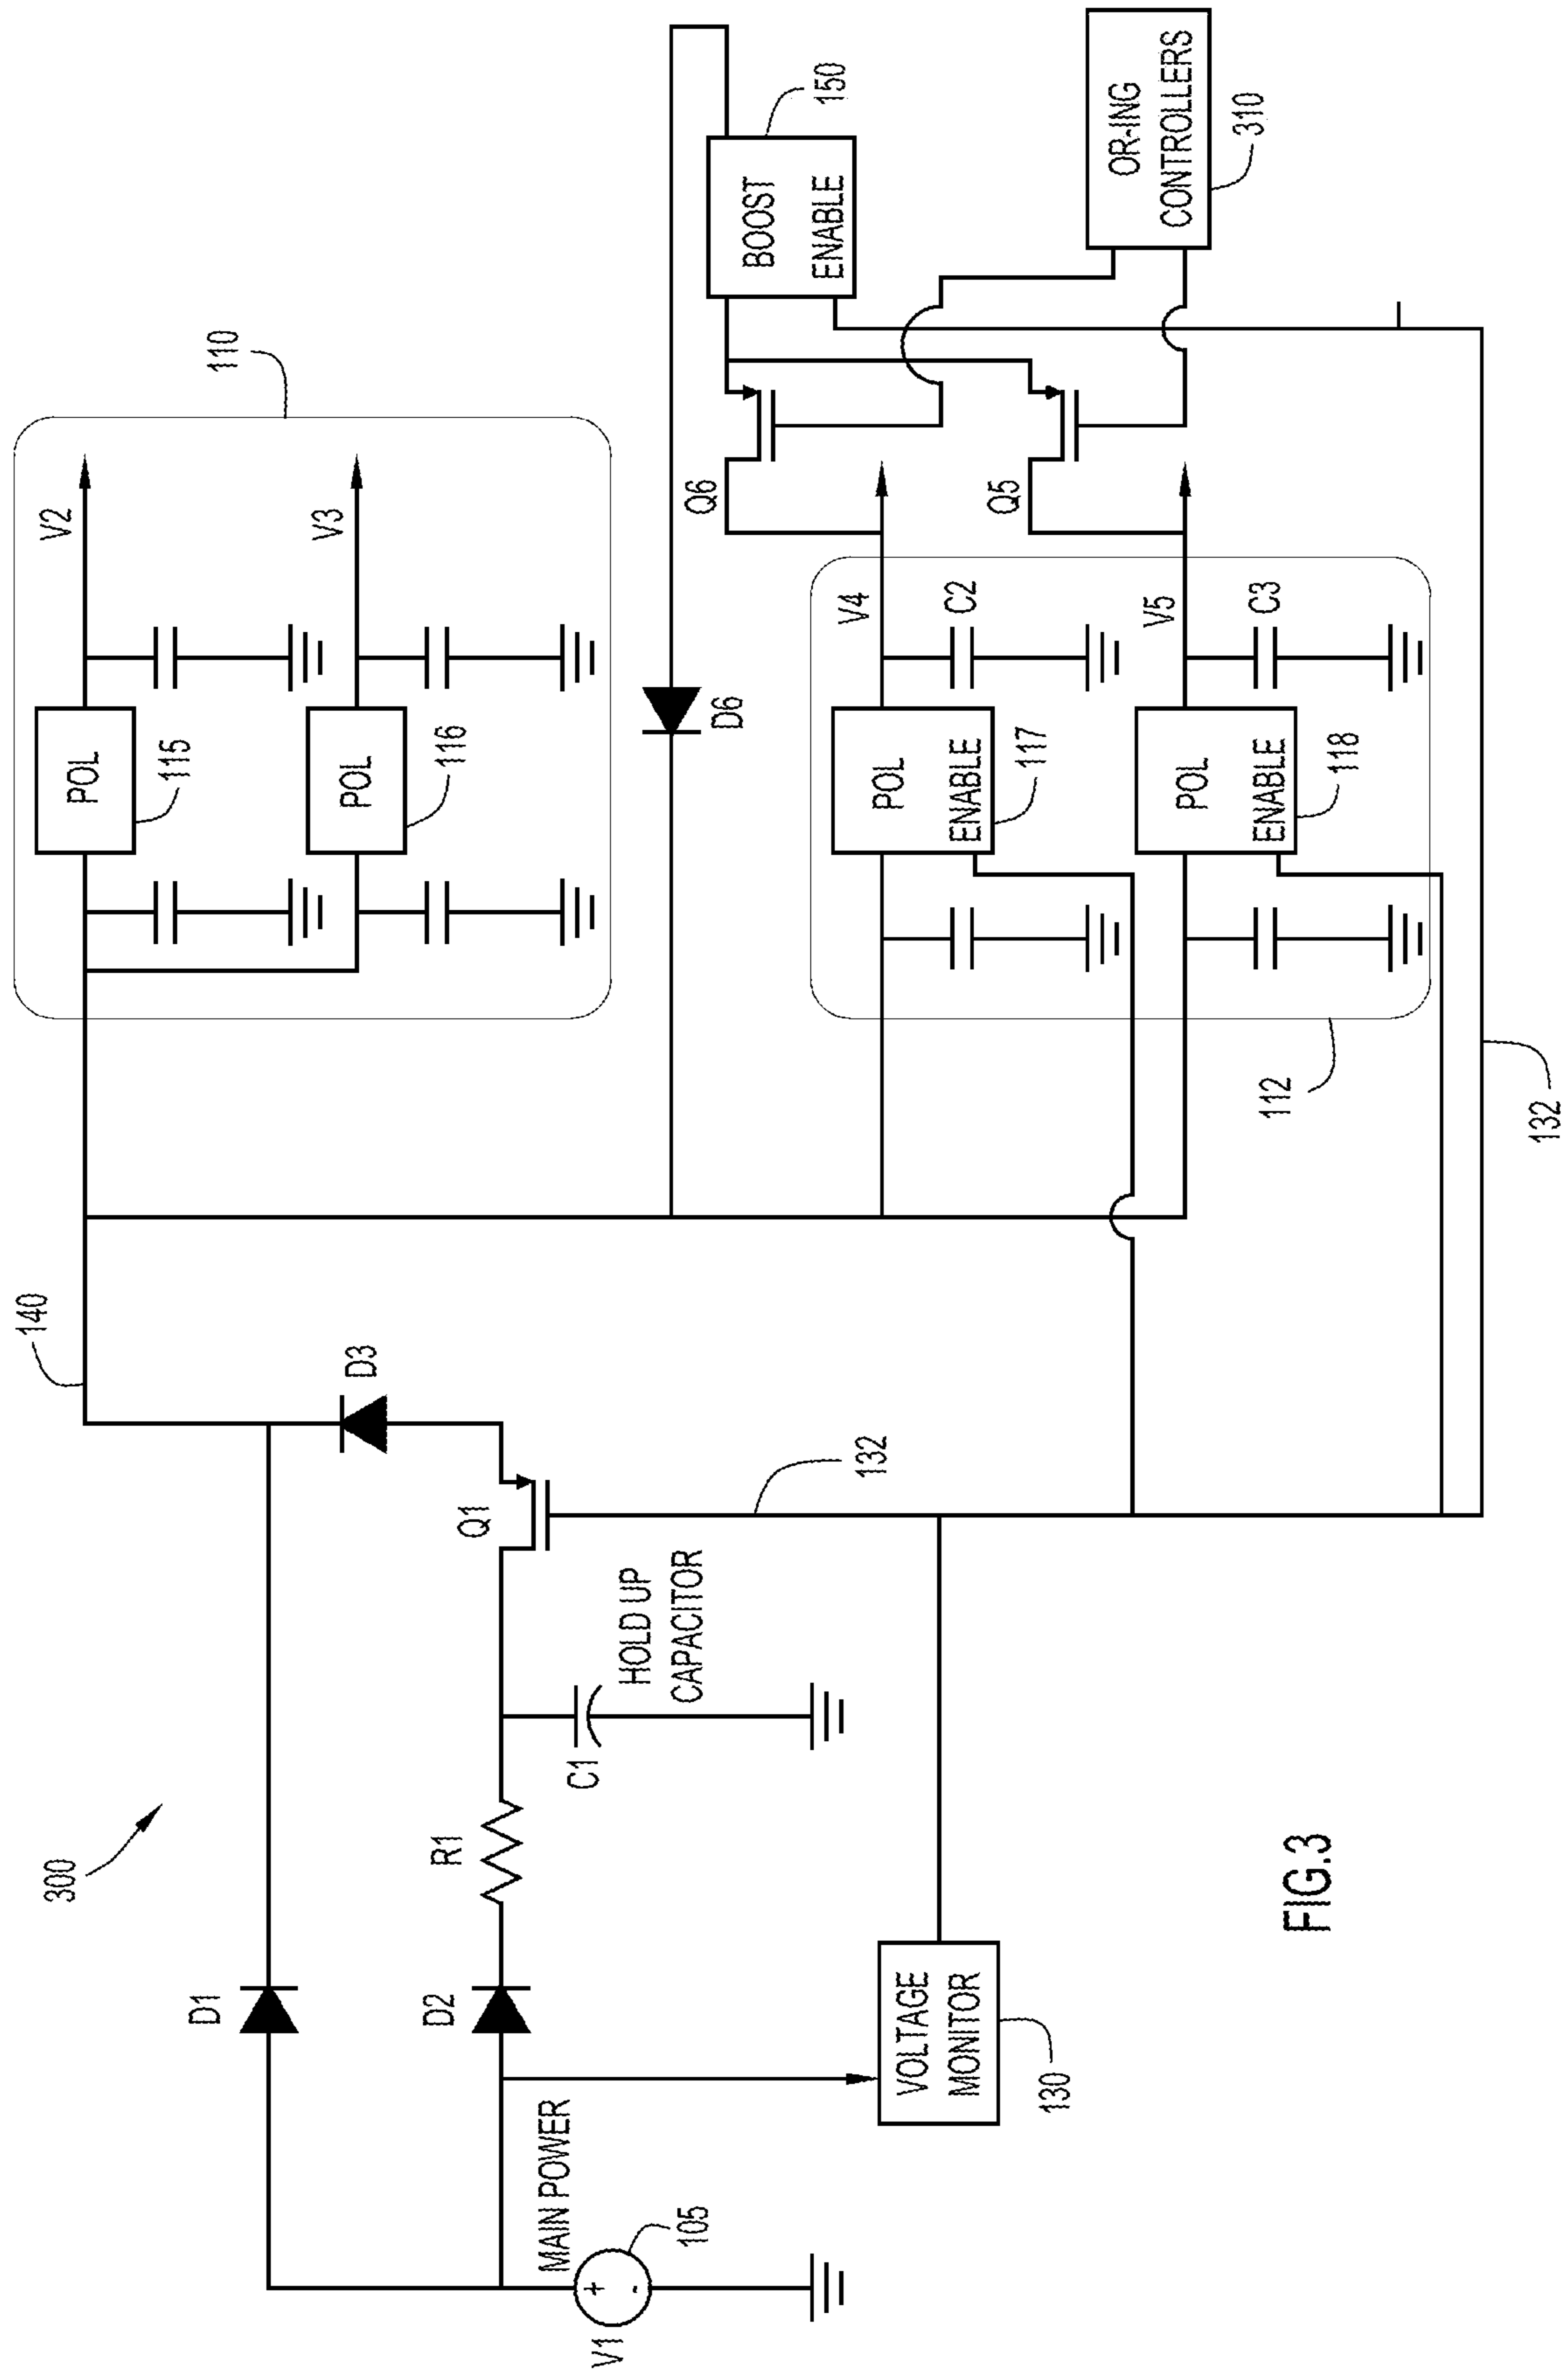 300
140
110
V2
POL
115
V3
POL
116
D1
D3
D2
R1
Q1
C1
HOLD UP
CAPACITOR
MAIN POWER
V1
+
-
105
VOLTAGE
MONITOR
130
132
D6
BOOST
ENABLE
150
Q6
V4
POL
ENABLE
117
C2
Q5
V5
POL
ENABLE
118
C3
OR-ING
CONTROLLERS
310
112
132
FIG.3